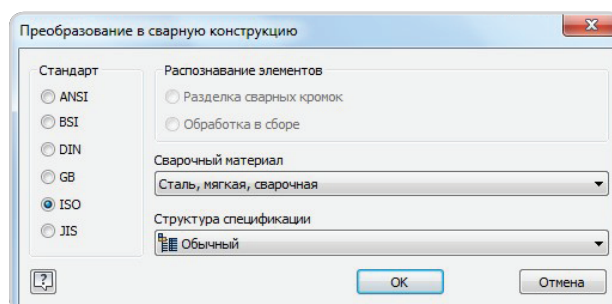 Преобразование в сварную конструкцию
Стандарт
ANSI
BSI
DIN
GB
ISO
JIS
Распознавание элементов
Разделка сварных кромок
Обработка в сборе
Сварочный материал
Сталь, мягкая, сварочная
Структура спецификации
Обычный
OK
Отмена